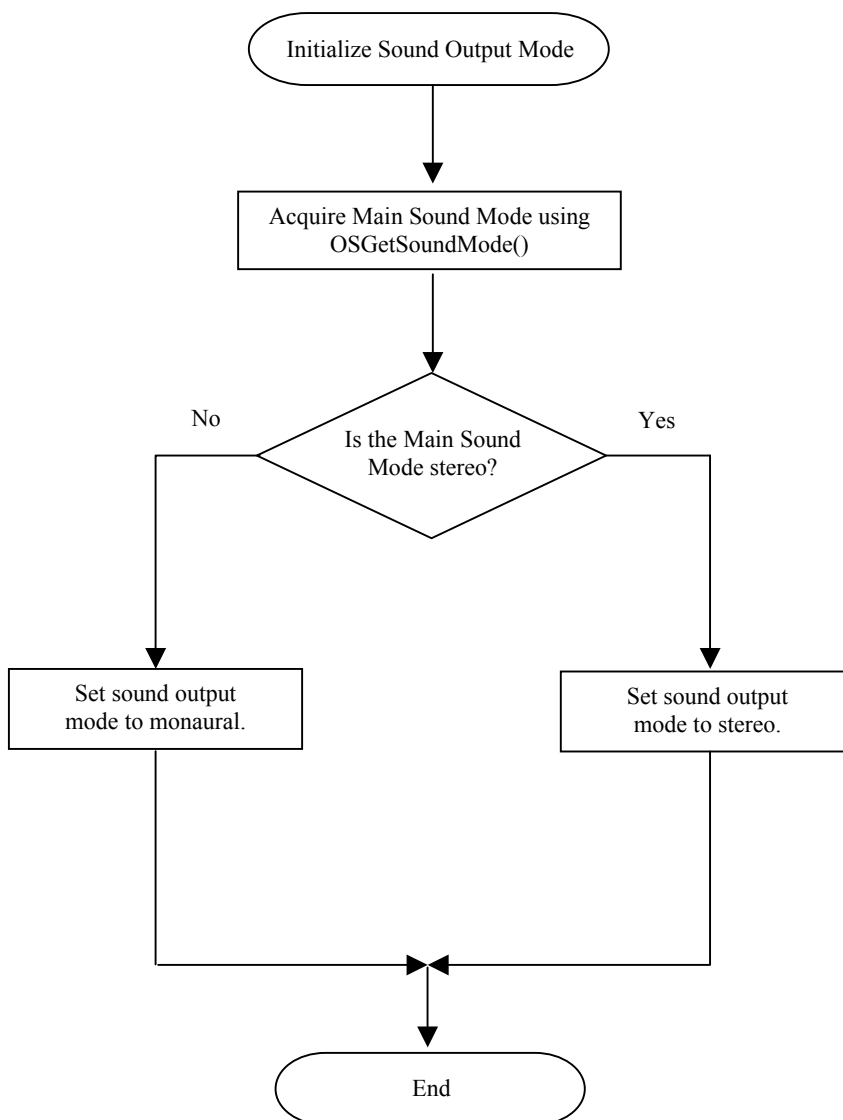 Initialize Sound Output Mode
Acquire Main Sound Mode using
OSGetSoundMode()
No
Yes
Is the Main Sound
Mode stereo?
Set sound output
mode to monaural.
Set sound output
mode to stereo.
End